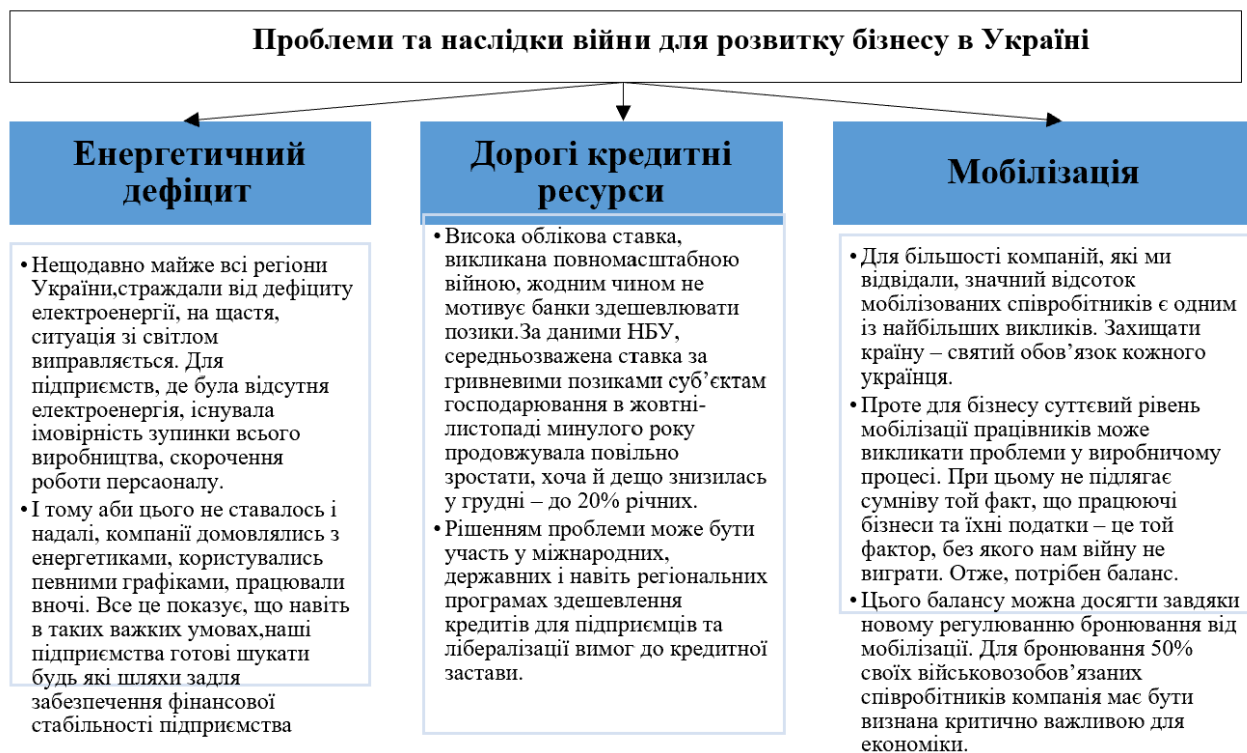 Проблеми та наслідки війни для розвитку бізнесу в Україні
Енергетичний
дефіцит
• Нещодавно майже всі регіони
України,страждали від дефіциту
електроенергії, на щастя,
ситуація зі світлом
виправляється. Для
підприємств, де була відсутня
електроенергія, існувала
імовірність зупинки всього
виробництва, скорочення
роботи персаоналу.
• І тому аби цього не ставалось і
надалі, компанії домовлялись з
енергетиками, користувались
певними графіками, працювали
вночі. Все це показує, що навіть
в таких важких умовах,наші
підприємства готові шукати
будь які шляхи задля
забезпечення фінансової
стабільності підприємства
Дорогі кредитні
ресурси
• Висока облікова ставка,
викликана повномасштабною
війною, жодним чином не
мотивує банки здешевлювати
позики.За даними НБУ,
середньозважена ставка за
гривневими позиками суб’єктам
господарювання в жовтні-
листопаді минулого року
продовжувала повільно
зростати, хоча й дещо знизилась
у грудні – до 20% річних.
• Рішенням проблеми може бути
участь у міжнародних,
державних і навіть регіональних
програмах здешевлення
кредитів для підприємців та
лібералізації вимог до кредитної
застави.
Мобілізація
• Для більшості компаній, які ми
відвідали, значний відсоток
мобілізованих співробітників є одним
із найбільших викликів. Захищати
країну – святий обов’язок кожного
українця.
• Проте для бізнесу суттєвий рівень
мобілізації працівників може
викликати проблеми у виробничому
процесі. При цьому не підлягає
сумніву той факт, що працюючі
бізнеси та їхні податки – це той
фактор, без якого нам війну не
виграти. Отже, потрібен баланс.
• Цього балансу можна досягти завдяки
новому регулюванню бронювання від
мобілізації. Для бронювання 50%
своїх військовозобов’язаних
співробітників компанія має бути
визнана критично важливою для
економіки.